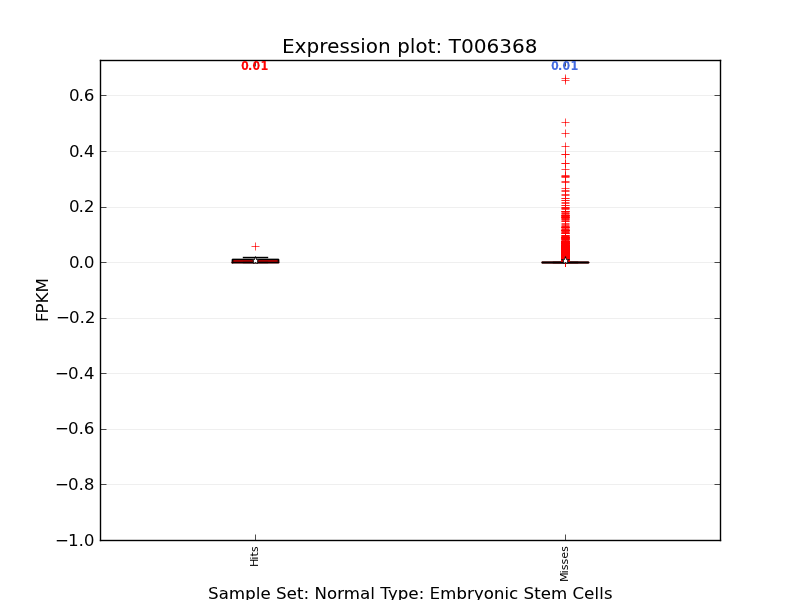 Expression plot: T006368
0.01
0.01
0.6
0.4
0.2
0.0
−0.2
−0.4
−0.6
−0.8
−1.0
FPKM
Hits
Misses
Sample Set: Normal Type: Embryonic Stem Cells